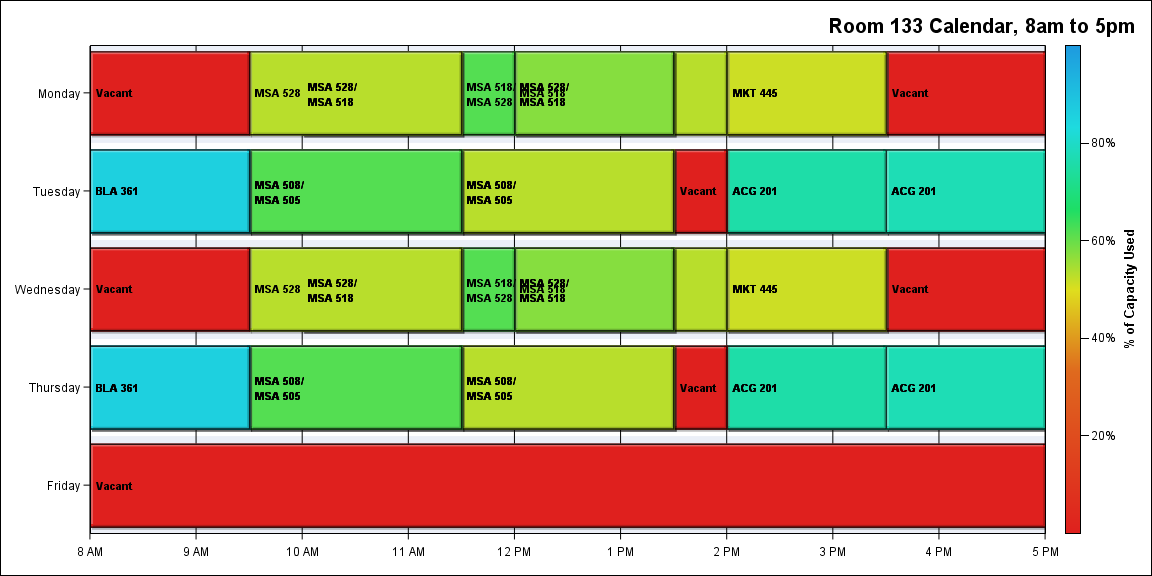 Room 133 Calendar, 8am to 5pm
Monday
Vacant
MSA 528
MSA 528/
MSA 518
MSA 518/
MSA 528
MSA 528/
MSA 518
MSA 518
MKT 445
Vacant
Tuesday
BLA 361
MSA 508/
MSA 505
MSA 508/
MSA 505
Vacant
ACG 201
ACG 201
Wednesday
Vacant
MSA 528
MSA 528/
MSA 518
MSA 518/
MSA 528
MSA 528/
MSA 518
MSA 518
MKT 445
Vacant
Thursday
BLA 361
MSA 508/
MSA 505
MSA 508/
MSA 505
Vacant
ACG 201
ACG 201
Friday
Vacant
8 AM
9 AM
10 AM
11 AM
12 PM
1 PM
2 PM
3 PM
4 PM
5 PM
80%
60%
40%
20%
% of Capacity Used